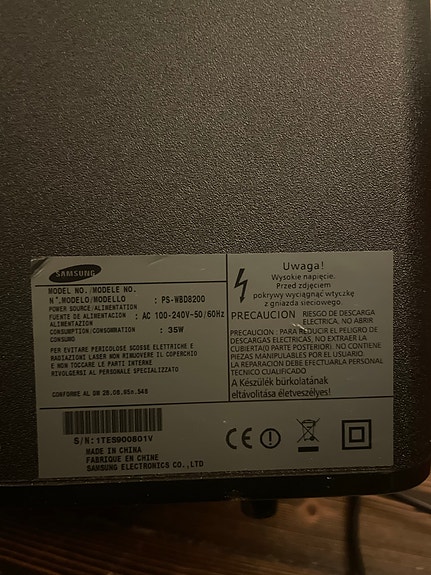 SAMSUNG
MODEL NO./MODELE NO.
N°.MODELO/MODELLO : PS-WBD8200
POWER SOURCE/ALIMENTATION
FUENTE DE ALIMENTACION : AC 100-240V~50/60Hz
ALIMENTAZION
CONSUMPTION/CONSOMMATION : 35W
CONSUMO
PER EVITARE PERICOLOSE SCOSSE ELETTRICHE E
RADIAZIONI LASER NON RIMUOVERE IL COPERCHIO
E NON TOCCARE LE PARTI INTERNE
RIVOLGERSI AL PERSONALE SPECIALIZZATO
CONFORME AL DM 28.08.95n.548
S/N:1TES900801V
MADE IN CHINA
FABRIQUE EN CHINE
SAMSUNG ELECTRONICS CO.,LTD
Uwaga!
Wysokie napięcie.
Przed zdjęciem
pokrywy wyciągnąć wtyczkę
z gniazda sieciowego.
PRECAUCION RIESGO DE DESCARGA
ELECTRICA, NO ABRIR
PRECAUCION : PARA REDUCIR EL PELIGRO DE
DESCARGAS ELECTRICAS, NO EXTRAER LA
CUBIERTA(O PARTE POSTERIOR). NO CONTIENE
PIEZAS MANIPULABLES POR EL USUARIO.
LA REPARACION DEBE EFECTUARLA PERSONAL
TECNICO CUALIFICADO
A Készülék búrkolatának
eltávolitása életveszélyes!
CE